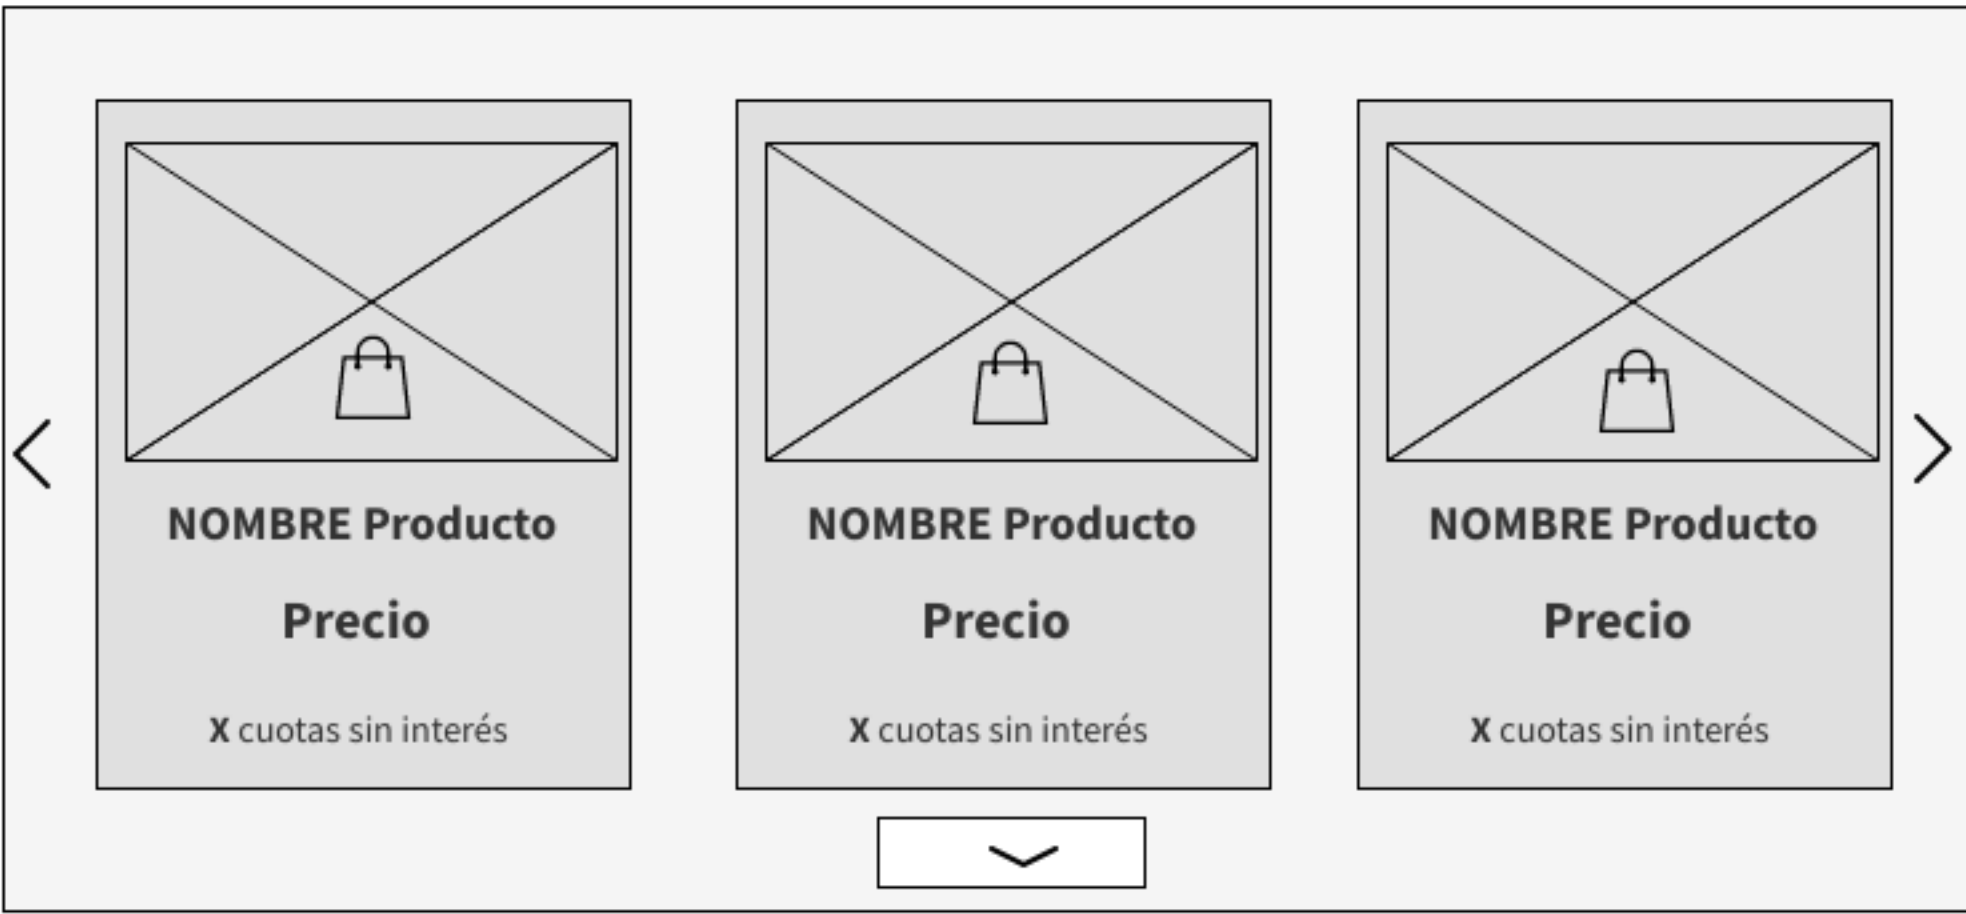 NOMBRE Producto
Precio
X cuotas sin interés
NOMBRE Producto
Precio
X cuotas sin interés
NOMBRE Producto
Precio
X cuotas sin interés